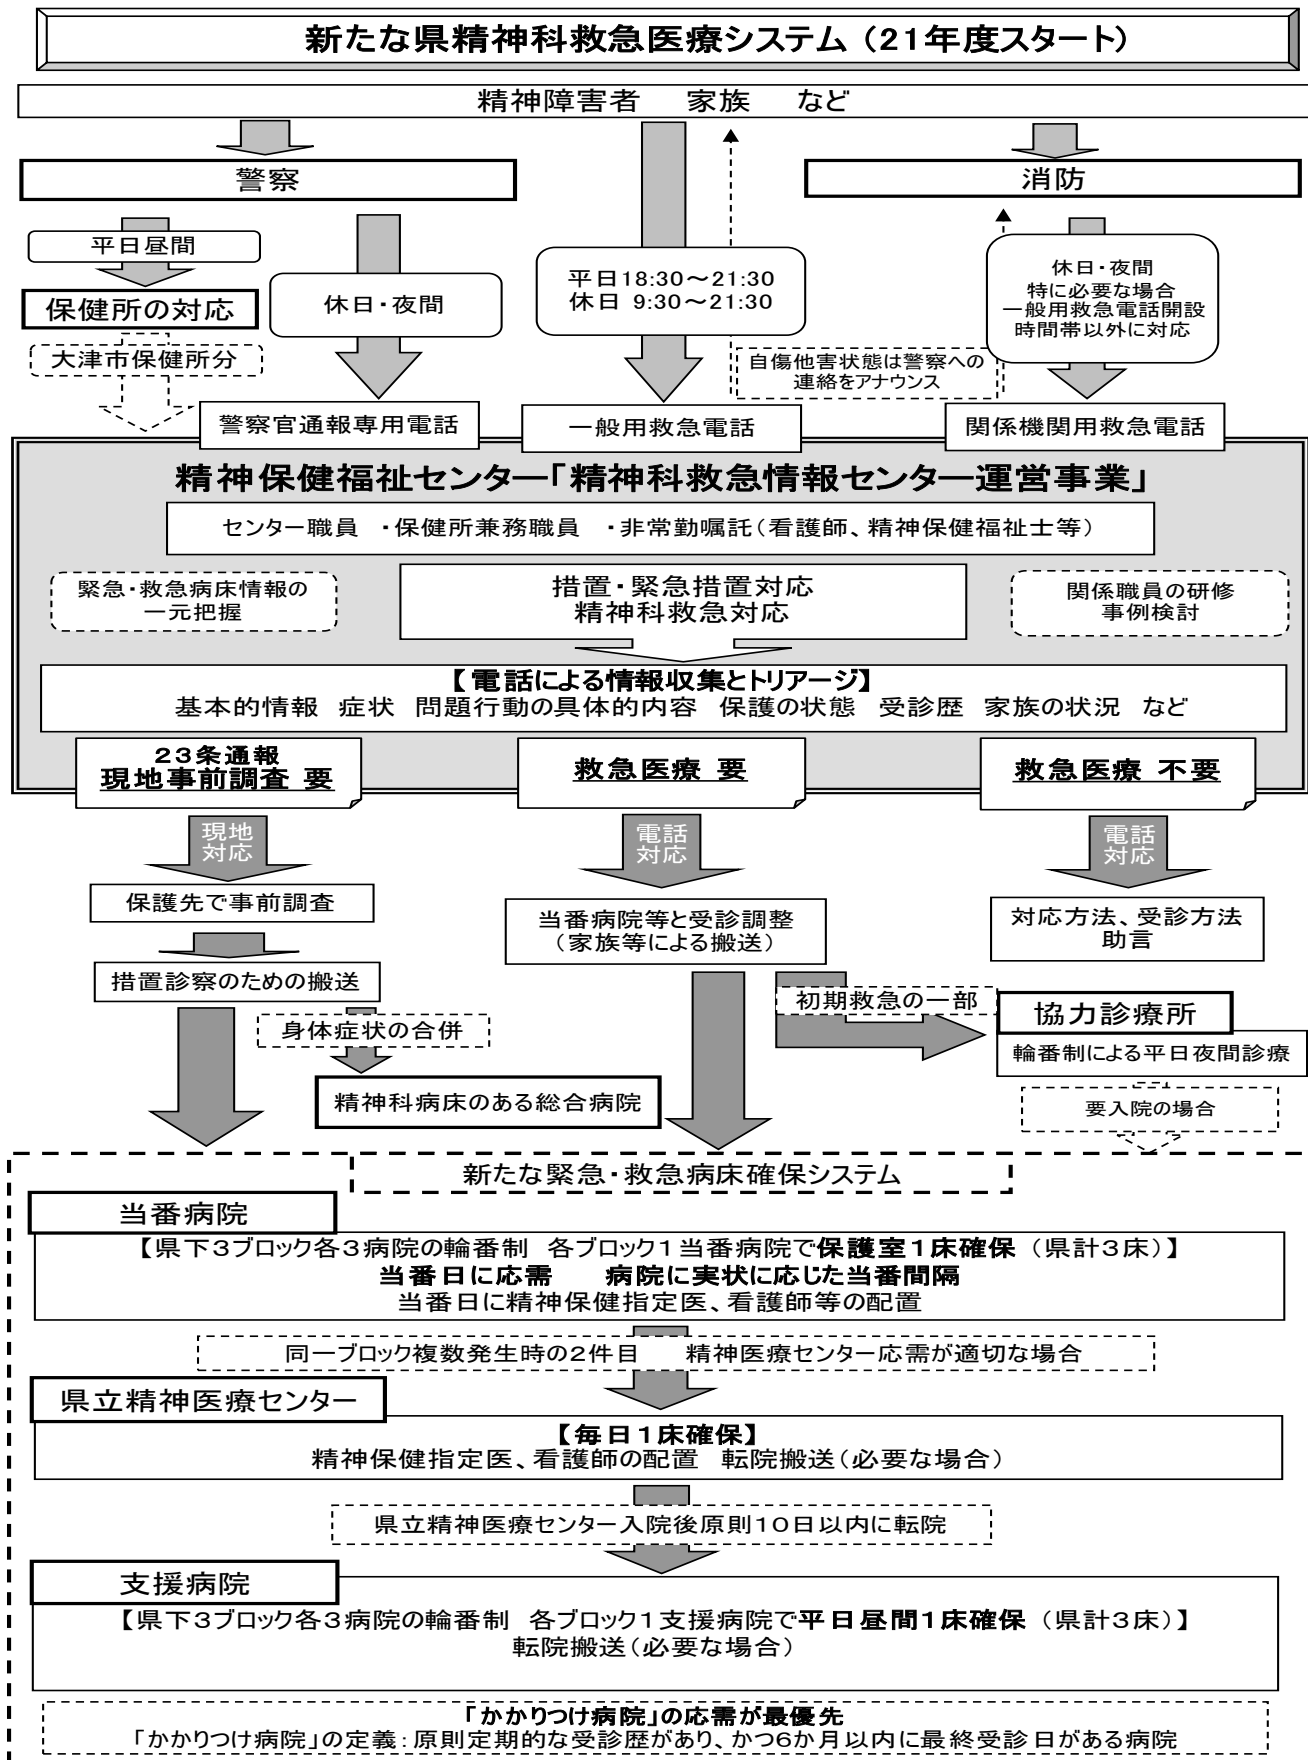 新たな県精神科救急医療システム（21年度スタート）
精神障害者　家族　など
警察
消防
平日昼間
休日・夜間
平日18:30～21:30
休日 9:30～21:30
休日・夜間
特に必要な場合
一般用救急電話開設
時間帯以外に対応
保健所の対応
大津市保健所分
自傷他害状態は警察への
連絡をアナウンス
警察官通報専用電話
一般用救急電話
関係機関用救急電話
精神保健福祉センター「精神科救急情報センター運営事業」
センター職員　・保健所兼務職員　・非常勤嘱託（看護師、精神保健福祉士等）
緊急・救急病床情報の
一元把握
措置・緊急措置対応
精神科救急対応
関係職員の研修
事例検討
【電話による情報収集とトリアージ】
基本的情報　症状　問題行動の具体的内容　保護の状態　受診歴　家族の状況　など
23条通報
現地事前調査 要
救急医療 要
救急医療 不要
現地
対応
電話
対応
電話
対応
保護先で事前調査
当番病院等と受診調整
（家族等による搬送）
対応方法、受診方法
助言
措置診察のための搬送
身体症状の合併
初期救急の一部
協力診療所
輪番制による平日夜間診療
精神科病床のある総合病院
要入院の場合
新たな緊急・救急病床確保システム
当番病院
【県下3ブロック各3病院の輪番制　各ブロック1当番病院で保護室1床確保（県計3床）】
当番日に応需　　病院に実状に応じた当番間隔
当番日に精神保健指定医、看護師等の配置
同一ブロック複数発生時の2件目　　精神医療センター応需が適切な場合
県立精神医療センター
【毎日1床確保】
精神保健指定医、看護師の配置　転院搬送（必要な場合）
県立精神医療センター入院後原則10日以内に転院
支援病院
【県下3ブロック各3病院の輪番制　各ブロック1支援病院で平日昼間1床確保（県計3床）】
転院搬送（必要な場合）
「かかりつけ病院」の応需が最優先
「かかりつけ病院」の定義：原則定期的な受診歴があり、かつ6か月以内に最終受診日がある病院